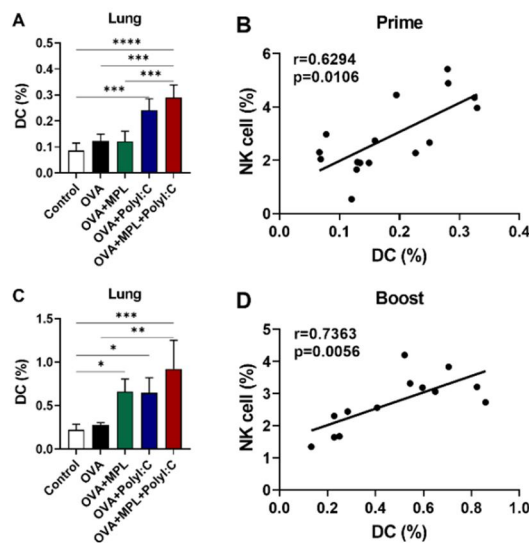 A
Lung
DC (%)
0.5
0.4
0.3
0.2
0.1
0.0
****
***
***
***
Control
OVA
OVA+MPL
OVA+PolyI:C
OVA+MPL+PolyI:C
B
Prime
r=0.6294
p=0.0106
NK cell (%)
6
4
2
0
0.0
0.1
0.2
0.3
0.4
DC (%)
C
Lung
DC (%)
1.5
1.0
0.5
0.0
***
**
*
*
Control
OVA
OVA+MPL
OVA+PolyI:C
OVA+MPL+PolyI:C
D
Boost
r=0.7363
p=0.0056
NK cell (%)
5
4
3
2
1
0
0.0
0.2
0.4
0.6
0.8
1.0
DC (%)